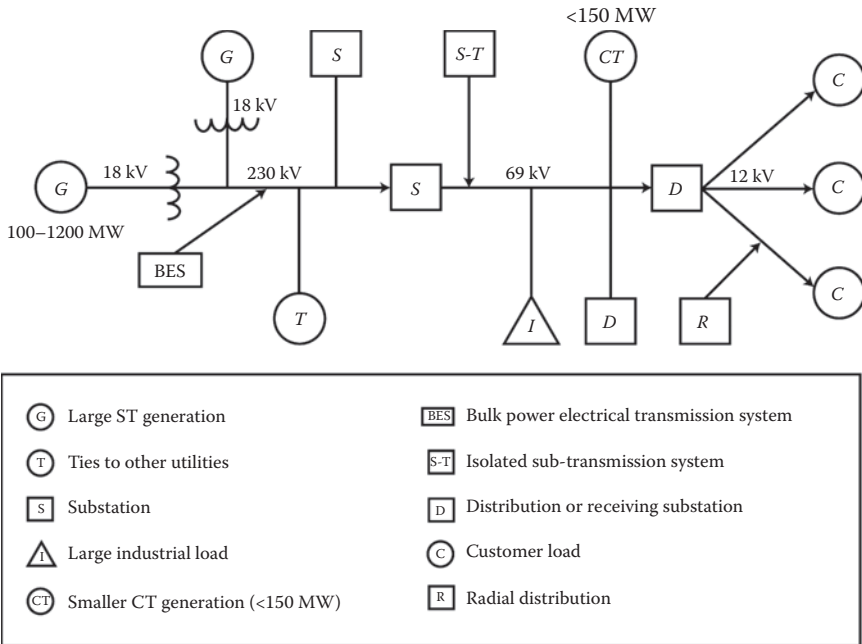 <150 MW
G
S
S-T
CT
C
18 kV
18 kV
230 kV
69 kV
12 kV
G
S
D
C
100–1200 MW
BES
T
I
D
R
C
G Large ST generation
T Ties to other utilities
S Substation
I Large industrial load
CT Smaller CT generation (<150 MW)
BES Bulk power electrical transmission system
S-T Isolated sub-transmission system
D Distribution or receiving substation
C Customer load
R Radial distribution